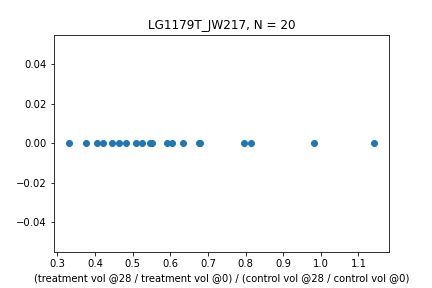 LG1179T_JW217, N = 20
0.04
0.02
0.00
−0.02
−0.04
0.3 0.4 0.5 0.6 0.7 0.8 0.9 1.0 1.1
(treatment vol @28 / treatment vol @0) / (control vol @28 / control vol @0)